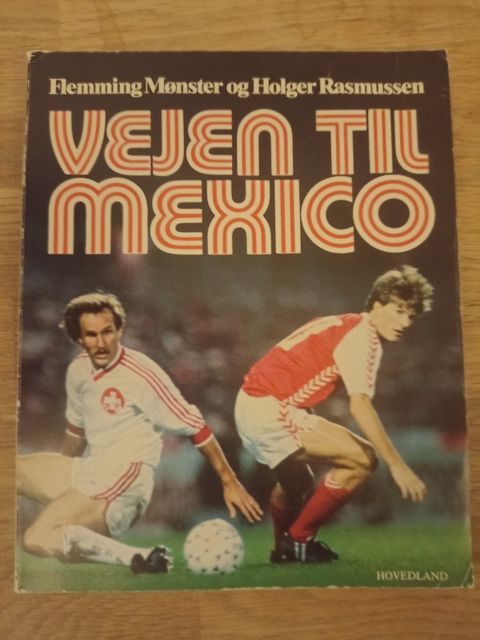 Flemming Mønster og Holger Rasmussen
VEJEN TIL
MEXICO
HOVEDLAND